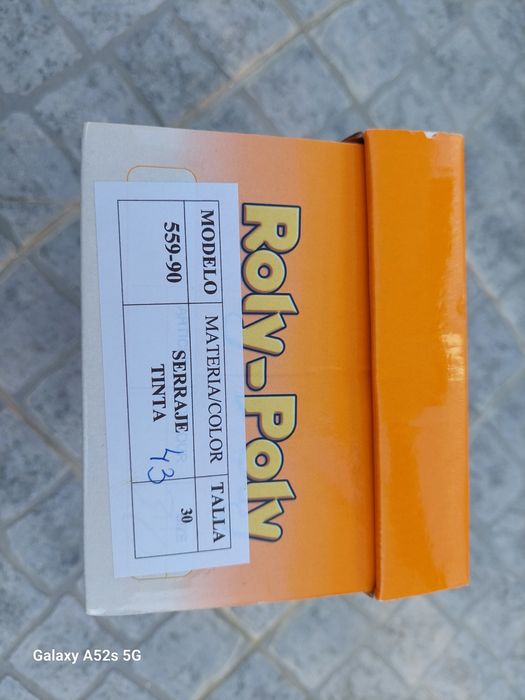 Roly-Poly
MODELO MATERIA/COLOR TALLA
559-90 SERRAJE 30
TINTA
43
Galaxy A52s 5G